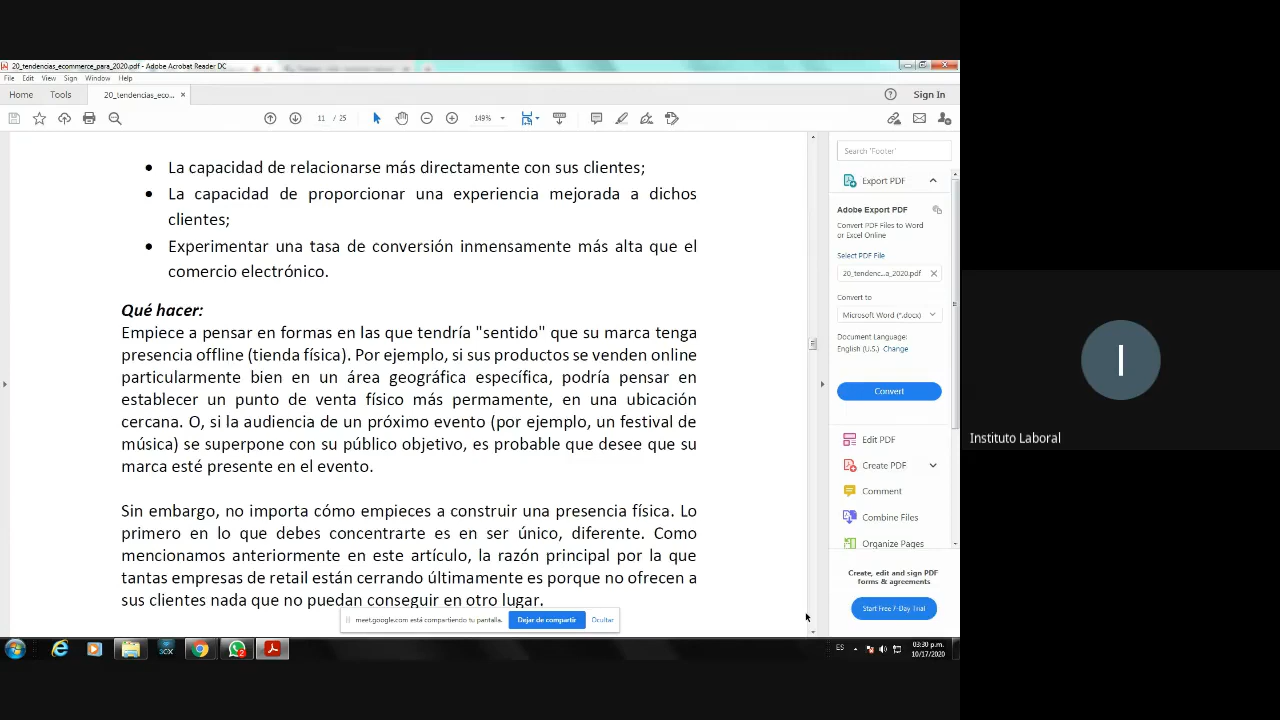 20_tendencias_ecommerce_para_2020.pdf - Adobe Acrobat Reader DC
File Edit View Sign Window Help
Home Tools 20_tendencias_eco... × Sign In
11 / 25 149%
Search 'Footer'
La capacidad de relacionarse más directamente con sus clientes;
La capacidad de proporcionar una experiencia mejorada a dichos
clientes;
Experimentar una tasa de conversión inmensamente más alta que el
comercio electrónico.
Qué hacer:
Empiece a pensar en formas en las que tendría "sentido" que su marca tenga
presencia offline (tienda física). Por ejemplo, si sus productos se venden online
particularmente bien en un área geográfica específica, podría pensar en
establecer un punto de venta físico más permanente, en una ubicación
cercana. O, si la audiencia de un próximo evento (por ejemplo, un festival de
música) se superpone con su público objetivo, es probable que desee que su
marca esté presente en el evento.
Sin embargo, no importa cómo empieces a construir una presencia física. Lo
primero en lo que debes concentrarte es en ser único, diferente. Como
mencionamos anteriormente en este artículo, la razón principal por la que
tantas empresas de retail están cerrando últimamente es porque no ofrecen a
sus clientes nada que no puedan conseguir en otro lugar.
Export PDF
Adobe Export PDF
Convert PDF Files to Word
or Excel Online
Select PDF File
20_tendenc...a_2020.pdf ×
Convert to
Microsoft Word (*.docx)
Document Language:
English (U.S.) Change
Convert
Edit PDF
Create PDF
Comment
Combine Files
Organize Pages
Create, edit and sign PDF
forms & agreements
Start Free 7-Day Trial
meet.google.com está compartiendo tu pantalla. Dejar de compartir Ocultar
3CX 2 ES 03:30 p.m.
10/17/2020
I
Instituto Laboral